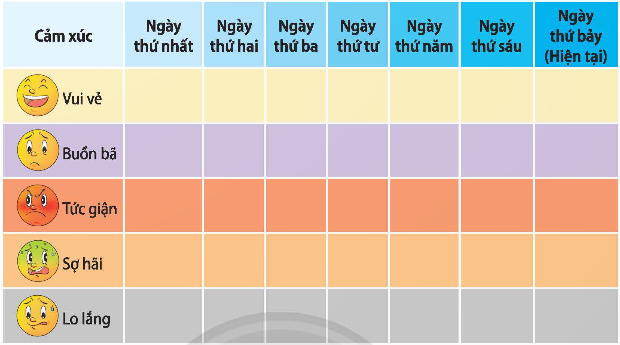 Cảm xúc
Ngày
thứ nhất
Ngày
thứ hai
Ngày
thứ ba
Ngày
thứ tư
Ngày
thứ năm
Ngày
thứ sáu
Ngày
thứ bảy
(Hiện tại)
Vui vẻ
Buồn bã
Tức giận
Sợ hãi
Lo lắng